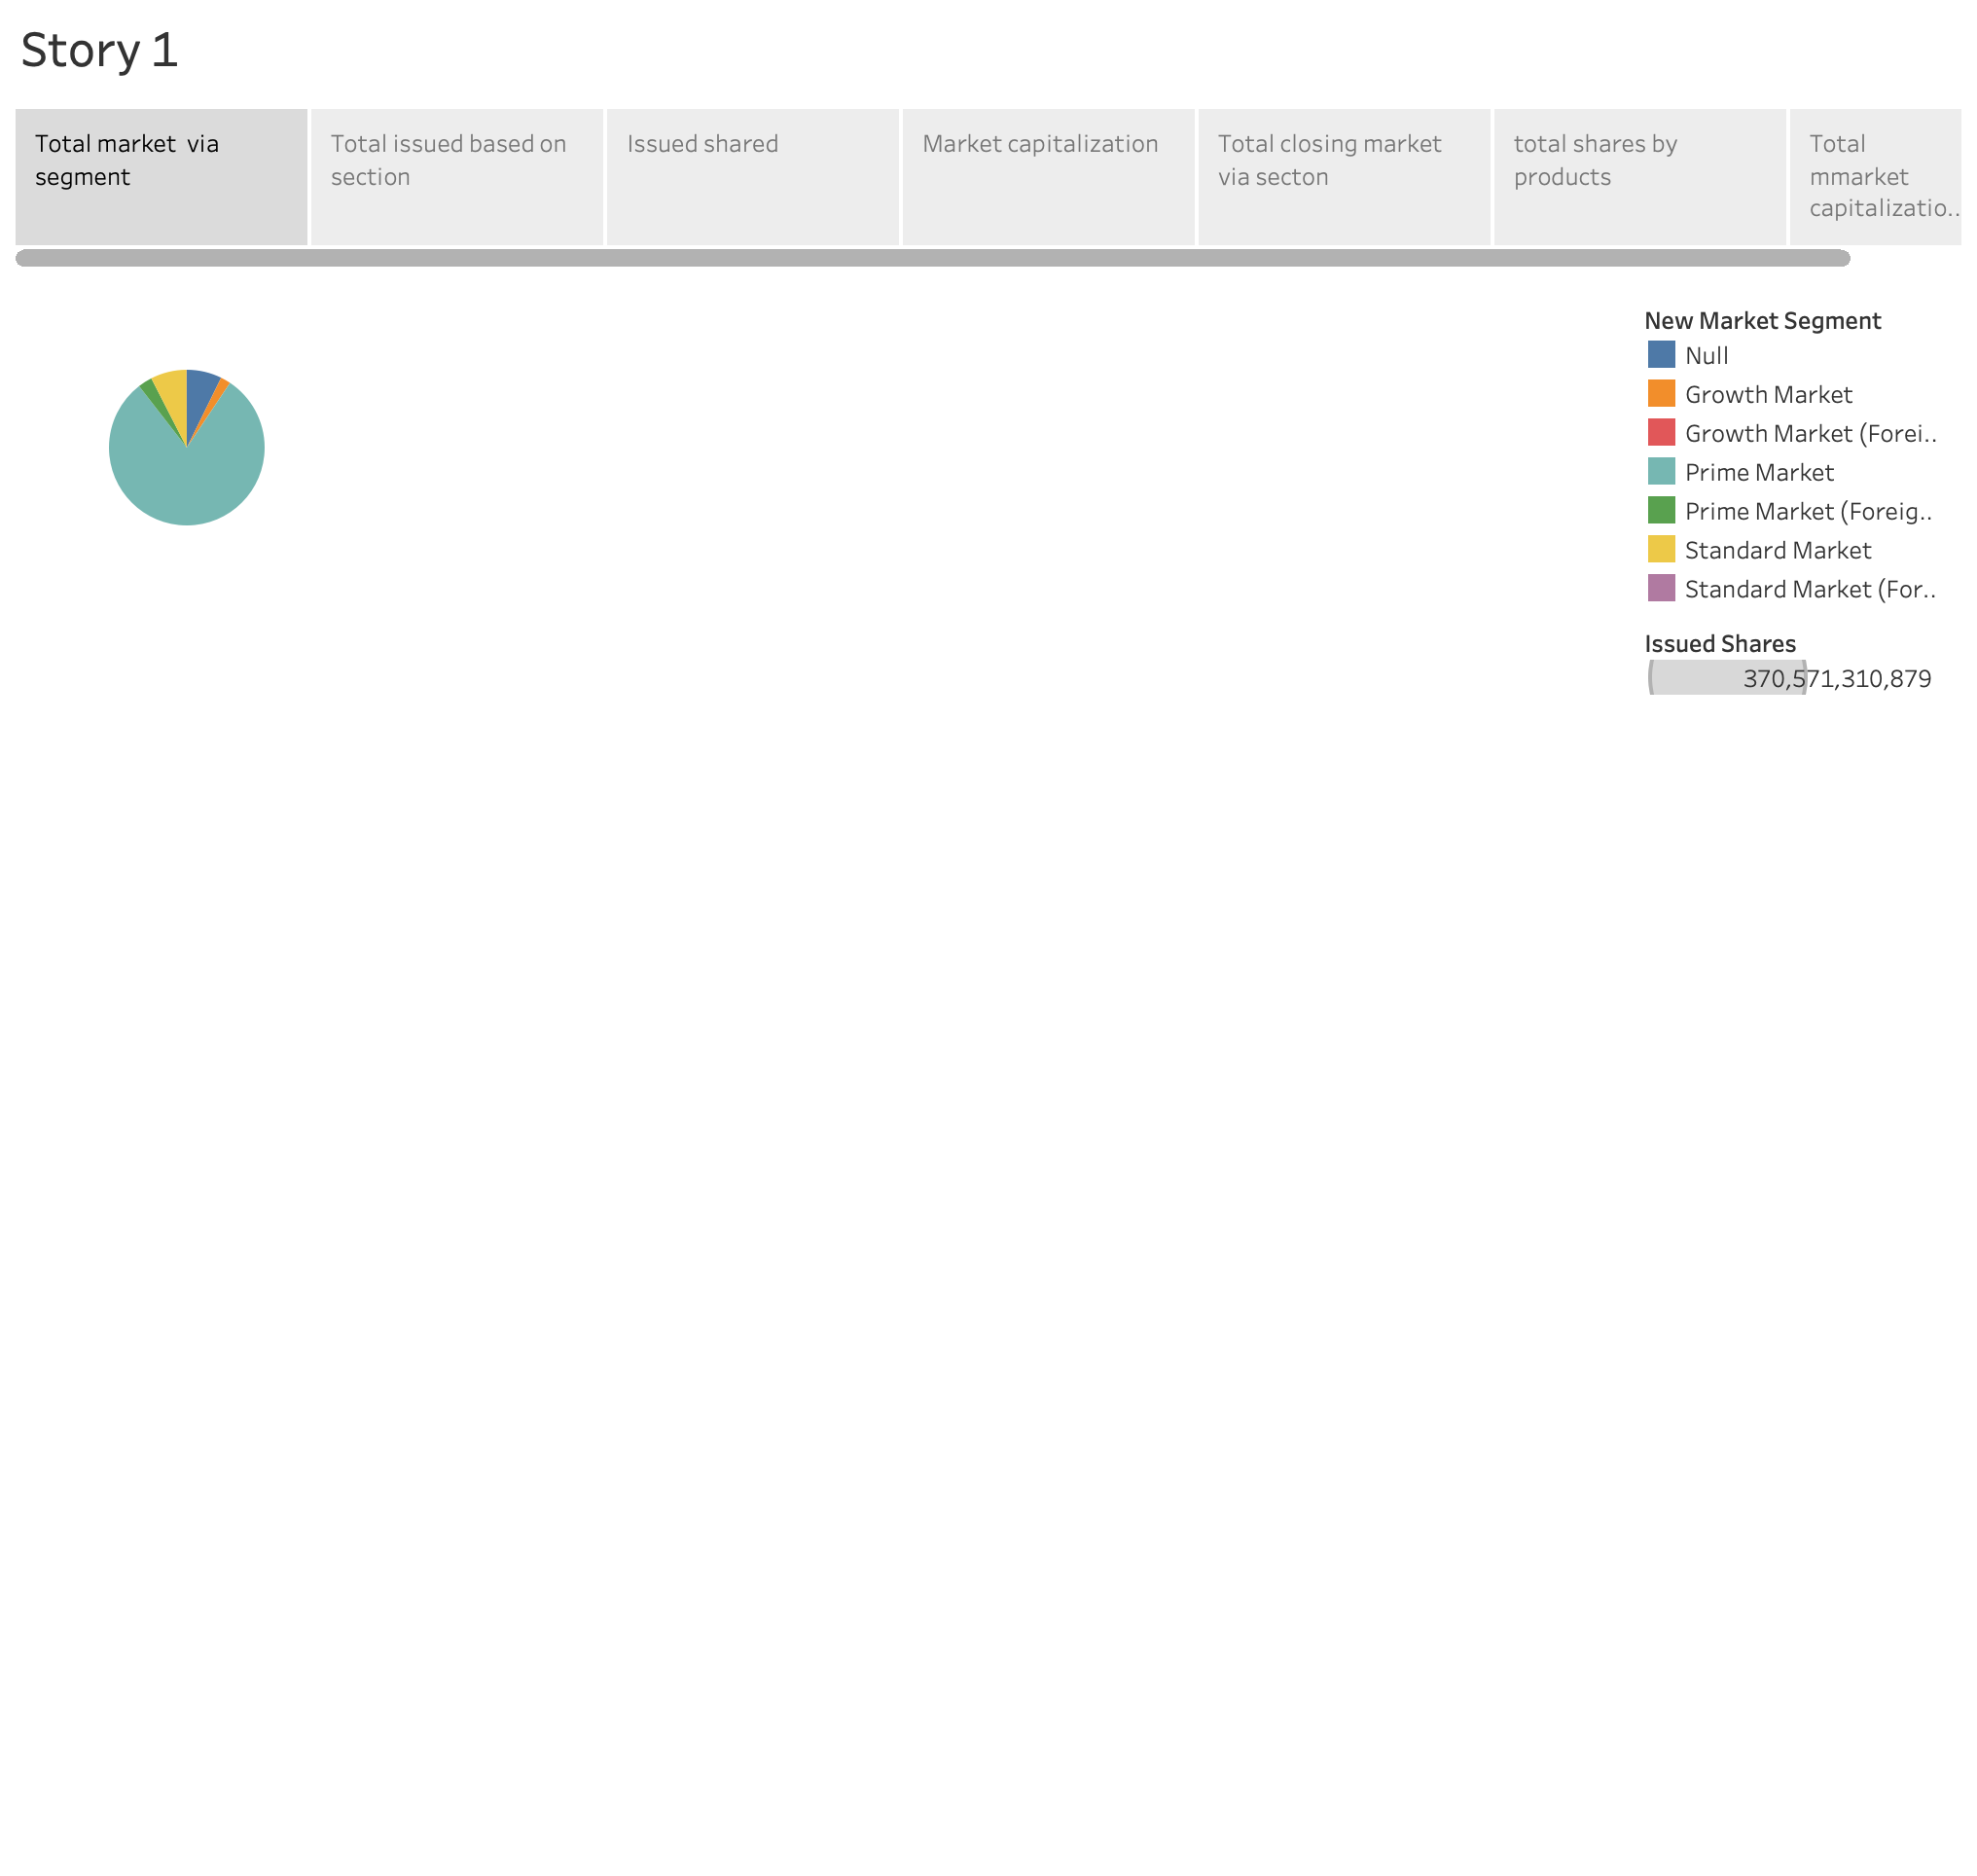 Story 1
Total market  via
segment
Total issued based on
section
Issued shared
Market capitalization
Total closing market
via secton
total shares by
products
Total
mmarket
capitalizatio..
New Market Segment
Null
Growth Market
Growth Market (Forei..
Prime Market
Prime Market (Foreig..
Standard Market
Standard Market (For..
Issued Shares
370,571,310,879